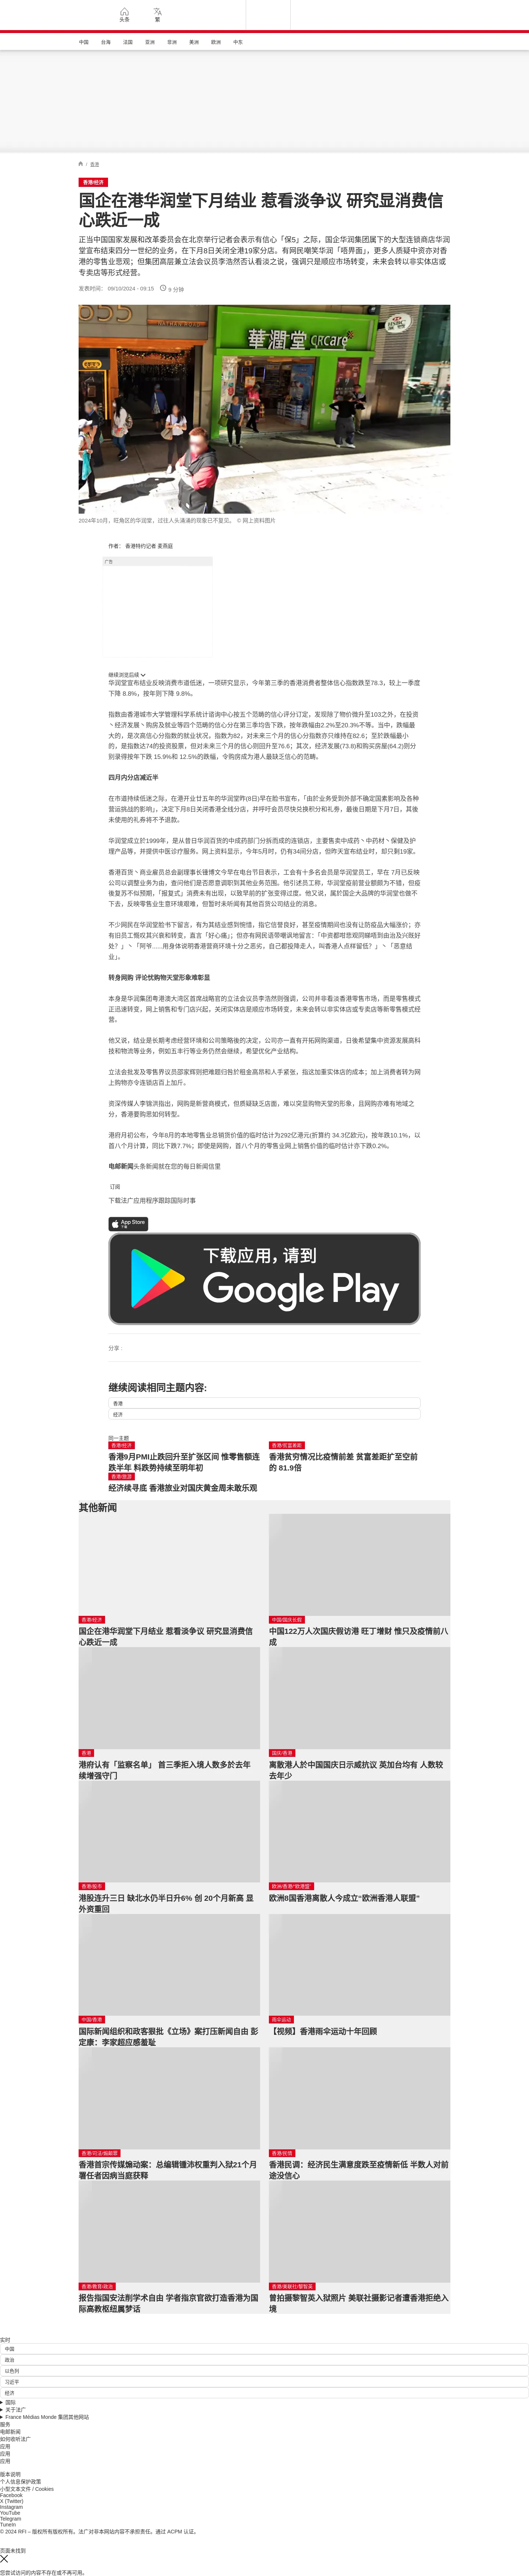 头条
繁
中国
台海
法国
亚洲
非洲
美洲
欧洲
中东
首页
香港/经济
国企在港华润堂下月结业 惹看淡争议 研究显消费信
心跌近一成
正当中国国家发展和改革委员会在北京举行记者会表示有信心「保5」之际，国企华润集团属下的大型连锁商店华润
堂宣布结束四分一世纪的业务，在下月8日关闭全港19家分店。有网民嘲笑华润「唔畀面」，更多人质疑中资亦对香
港的零售业悲观；但集团高层兼立法会议员李浩然否认看淡之说，强调只是顺应市场转变，未来会转以非实体店或
专卖店等形式经营。
发表时间： 09/10/2024 - 09:15 9 分钟
華潤堂 CRcare
2024年10月，旺角区的华润堂，过往人头涌涌的现象已不复见。 © 网上资料图片
作者： 香港特约记者 麦燕庭
广告
继续浏览后续
华润堂宣布结业反映消费市道低迷，一项研究显示，今年第三季的香港消费者整体信心指数跌至78.3，较上一季度
下降 8.8%，按年则下降 9.8%。
指数由香港城市大学管理科学系统计谘询中心按五个范畴的信心评分订定，发现除了物价微升至103之外，在投资
丶经济发展丶购房及就业等四个范畴的信心分在第三季均告下跌，按年跌幅由2.2%至20.3%不等。当中，跌幅最
大的，是次高信心分指数的就业状况，指数为82，对未来三个月的信心分指数亦只维持在82.6；至於跌幅最小
的，是指数达74的投资股票，但对未来三个月的信心则回升至76.6；其次，经济发展(73.8)和购买房屋(64.2)则分
别录得按年下跌 15.9%和 12.5%的跌幅，令购房成为港人最缺乏信心的范畴。
四月内分店减近半
在市道持续低迷之际，在港开业廿五年的华润堂昨(8日)早在脸书宣布，「由於业务受到外部不确定因素影响及各种
营运挑战的影响」，决定下月8日关闭香港全线分店，并呼吁会员尽快兑换积分和礼券，最後日期是下月7日，其後
未使用的礼券将不予退款。
华润堂成立於1999年，是从昔日华润百货的中成药部门分拆而成的连锁店，主要售卖中成药丶中药材丶保健及护
理产品等，并提供中医诊疗服务。网上资料显示，今年5月时，仍有34间分店，但昨天宣布结业时，却只剩19家。
香港百货丶商业雇员总会副理事长锺博文今早在电台节目表示，工会有十多名会员是华润堂员工，早在 7月已反映
公司以调整业务为由，查问他们是否愿意调职到其他业务范围。他引述员工称，华润堂疫前营业额颇为不错，但疫
後复苏不似预期，「报复式」消费未有出现，以致早前的扩张变得过度。他又说，属於国企大品牌的华润堂也做不
下去，反映零售业生意环境艰难，但暂时未听闻有其他百货公司结业的消息。
不少网民在华润堂脸书下留言，有为其结业感到惋惜，指它信誉良好，甚至疫情期间也没有让防疫品大幅涨价；亦
有旧员工慨叹其兴衰和转变，直言「好心痛」；但亦有网民语带嘲讽地留言：「中资都咁悲观同睇唔到由治及兴既好
处？」丶「阿爷......用身体说明香港营商环境十分之恶劣，自己都投降走人，叫香港人点样留低？」丶「恶意结
业」。
转身网购 评论忧购物天堂形象难彰显
本身是华润集团粤港澳大湾区首席战略官的立法会议员李浩然则强调，公司并非看淡香港零售市场，而是零售模式
正迅速转变，网上销售和专门店兴起，关闭实体店是顺应市场转变，未来会转以非实体店或专卖店等新零售模式经
营。
他又说，结业是长期考虑经营环境和公司策略後的决定，公司亦一直有开拓网购渠道，日後希望集中资源发展高科
技和物流等业务，例如五丰行等业务仍然会继续，希望优化产业结构。
立法会批发及零售界议员邵家辉则把难题归咎於租金高昂和人手紧张，指这加重实体店的成本；加上消费者转为网
上购物亦令连锁店百上加斤。
资深传媒人李锦洪指出，网购是新营商模式，但质疑缺乏店面，难以突显购物天堂的形象，且网购亦难有地域之
分，香港要购思如何转型。
港府月初公布，今年8月的本地零售业总销货价值的临时估计为292亿港元(折算约 34.3亿欧元)，按年跌10.1%，以
首八个月计算，同比下跌7.7%；即使是网购，首八个月的零售业网上销售价值的临时估计亦下跌0.2%。
电邮新闻头条新闻就在您的每日新闻信里
订阅
下载法广应用程序跟踪国际时事
App Store
下载应用，请到
Google Play
分享 :
继续阅读相同主题内容:
香港
经济
同一主题
香港/经济
香港9月PMI止跌回升至扩张区间 惟零售额连
跌半年 料跌势持续至明年初
香港/贫富悬距
香港贫穷情况比疫情前差 贫富差距扩至空前
的 81.9倍
香港/旅游
经济续寻底 香港旅业对国庆黄金周未敢乐观
其他新闻
香港/经济
国企在港华润堂下月结业 惹看淡争议 研究显消费信
心跌近一成
中国/国庆长假
中国122万人次国庆假访港 旺丁增财 惟只及疫情前八
成
香港
港府认有「监察名单」 首三季拒入境人数多於去年
续增强守门
国庆/香港
离散港人於中国国庆日示威抗议 英加台均有 人数较
去年少
香港/股市
港股连升三日 缺北水仍半日升6% 创 20个月新高 显
外资重回
欧洲/香港/“欧港盟”
欧洲8国香港离散人今成立“欧洲香港人联盟”
中国/香港
国际新闻组织和政客狠批《立场》案打压新闻自由 彭
定康：李家超应感羞耻
雨伞运动
【视频】香港雨伞运动十年回顾
香港/司法/煽颠罪
香港首宗传媒煽动案：总编辑锺沛权重判入狱21个月
署任者因病当庭获释
香港/民情
香港民调：经济民生满意度跌至疫情新低 半数人对前
途没信心
香港/教育/政治
报告指国安法削学术自由 学者指京官欲打造香港为国
际高教枢纽属梦话
香港/美联社/黎智英
曾拍摄黎智英入狱照片 美联社摄影记者遭香港拒绝入
境
实时
中国
政治
以色列
习近平
经济
国际
关于法广
France Médias Monde 集团其他网站
服务
电邮新闻
如何收听法广
应用
应用
应用
版本说明
个人信息保护政策
小型文本文件 / Cookies
Facebook
X (Twitter)
Instagram
YouTube
Telegram
TuneIn
© 2024 RFI – 版权所有版权所有。法广对非本网站内容不承担责任。通过 ACPM 认证。
页面未找到
您尝试访问的内容不存在或不再可用。